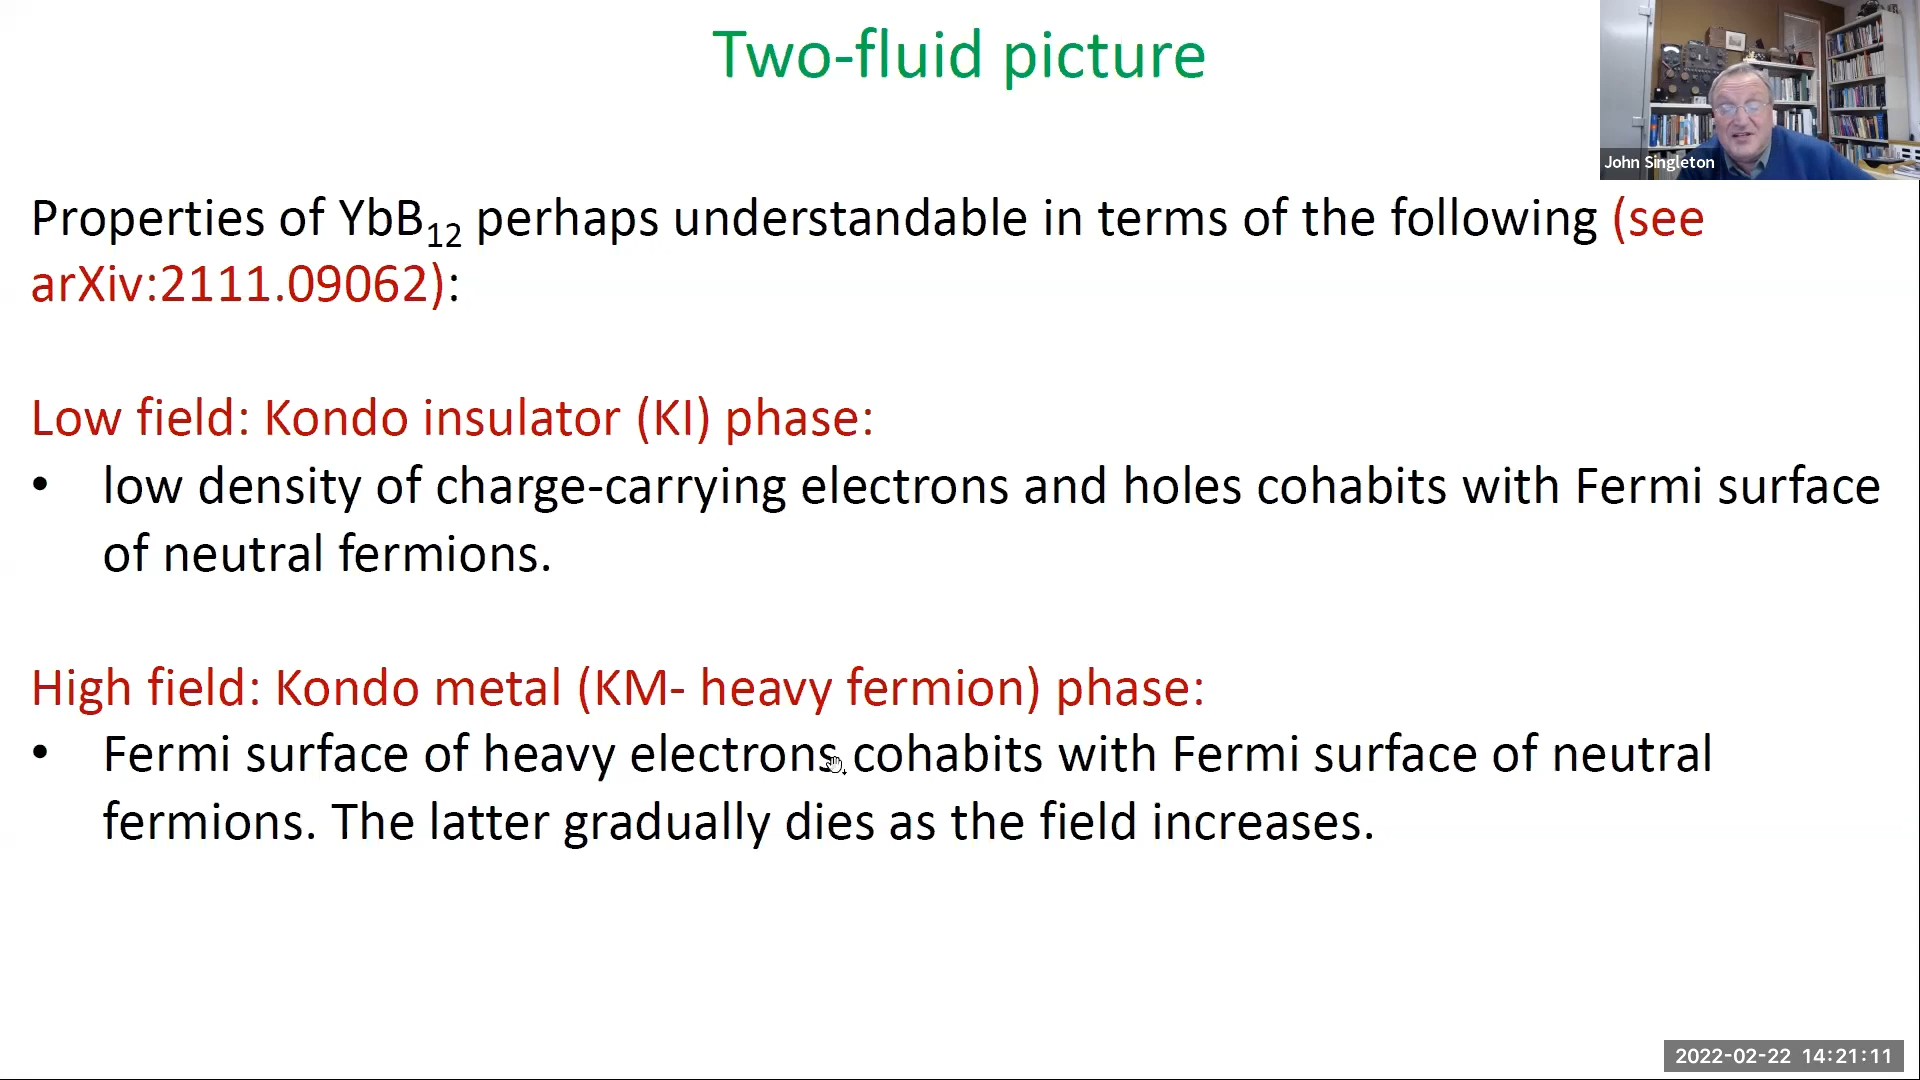 Two-fluid picture
John Singleton
Properties of YbB₁₂ perhaps understandable in terms of the following (see
arXiv:2111.09062):
Low field: Kondo insulator (KI) phase:
• low density of charge-carrying electrons and holes cohabits with Fermi surface
of neutral fermions.
High field: Kondo metal (KM- heavy fermion) phase:
• Fermi surface of heavy electrons cohabits with Fermi surface of neutral
fermions. The latter gradually dies as the field increases.
2022-02-22 14:21:11